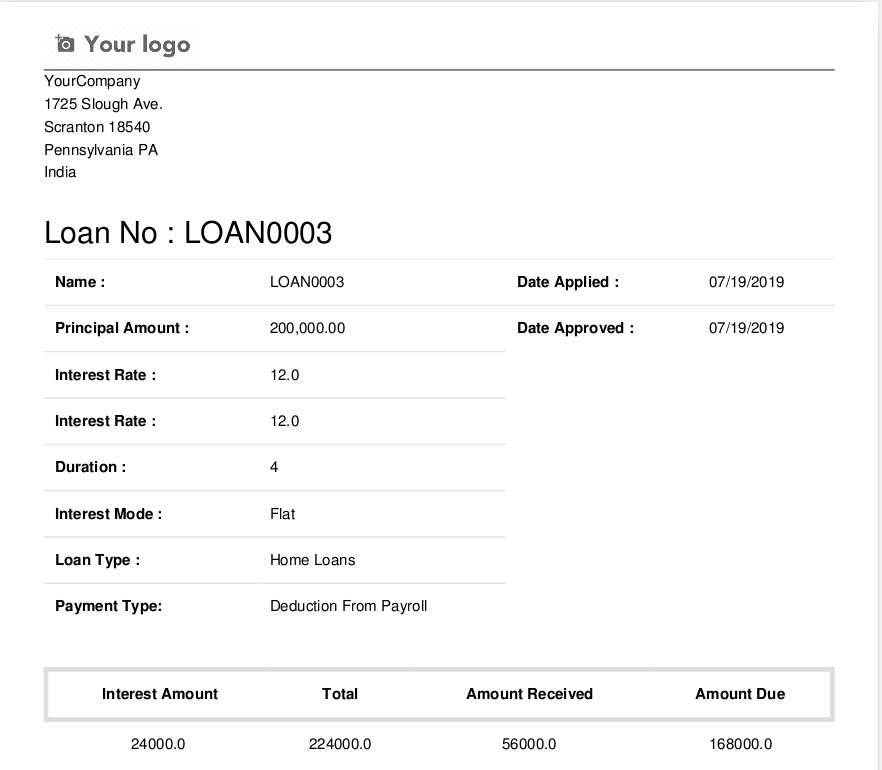 Your logo
YourCompany
1725 Slough Ave.
Scranton 18540
Pennsylvania PA
India
Loan No : LOAN0003
Name : LOAN0003 Date Applied : 07/19/2019
Principal Amount : 200,000.00 Date Approved : 07/19/2019
Interest Rate : 12.0
Interest Rate : 12.0
Duration : 4
Interest Mode : Flat
Loan Type : Home Loans
Payment Type: Deduction From Payroll
Interest Amount Total Amount Received Amount Due
24000.0 224000.0 56000.0 168000.0